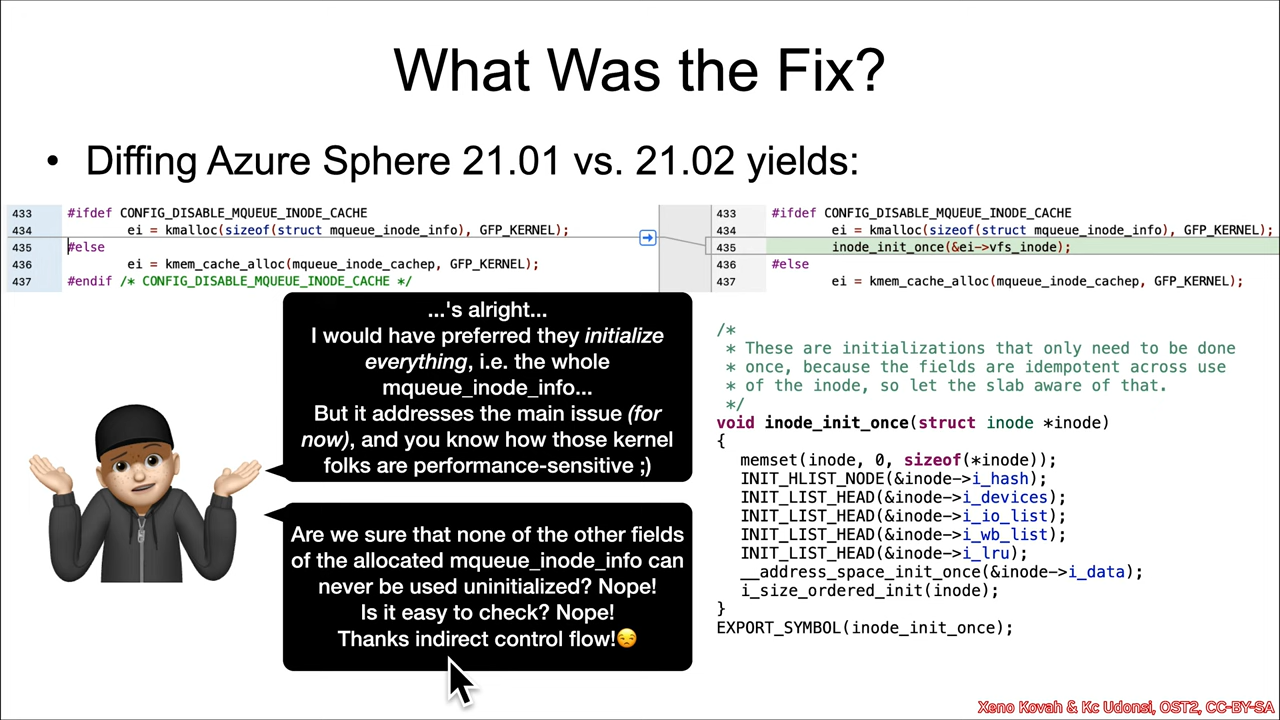 What Was the Fix?
• Diffing Azure Sphere 21.01 vs. 21.02 yields:
433 #ifdef CONFIG_DISABLE_MQUEUE_INODE_CACHE
434 ei = kmalloc(sizeof(struct mqueue_inode_info), GFP_KERNEL);
435 #else
436 ei = kmem_cache_alloc(mqueue_inode_cachep, GFP_KERNEL);
437 #endif /* CONFIG_DISABLE_MQUEUE_INODE_CACHE */
433 #ifdef CONFIG_DISABLE_MQUEUE_INODE_CACHE
434 ei = kmalloc(sizeof(struct mqueue_inode_info), GFP_KERNEL);
435 inode_init_once(&ei->vfs_inode);
436 #else
437 ei = kmem_cache_alloc(mqueue_inode_cachep, GFP_KERNEL);
...'s alright...
I would have preferred they initialize
everything, i.e. the whole
mqueue_inode_info...
But it addresses the main issue (for
now), and you know how those kernel
folks are performance-sensitive ;)
Are we sure that none of the other fields
of the allocated mqueue_inode_info can
never be used uninitialized? Nope!
Is it easy to check? Nope!
Thanks indirect control flow!😒
/*
* These are initializations that only need to be done
* once, because the fields are idempotent across use
* of the inode, so let the slab aware of that.
*/
void inode_init_once(struct inode *inode)
{
memset(inode, 0, sizeof(*inode));
INIT_HLIST_NODE(&inode->i_hash);
INIT_LIST_HEAD(&inode->i_devices);
INIT_LIST_HEAD(&inode->i_io_list);
INIT_LIST_HEAD(&inode->i_wb_list);
INIT_LIST_HEAD(&inode->i_lru);
__address_space_init_once(&inode->i_data);
i_size_ordered_init(inode);
}
EXPORT_SYMBOL(inode_init_once);
Xeno Kovah & Kc Udonsi, OST2, CC-BY-SA